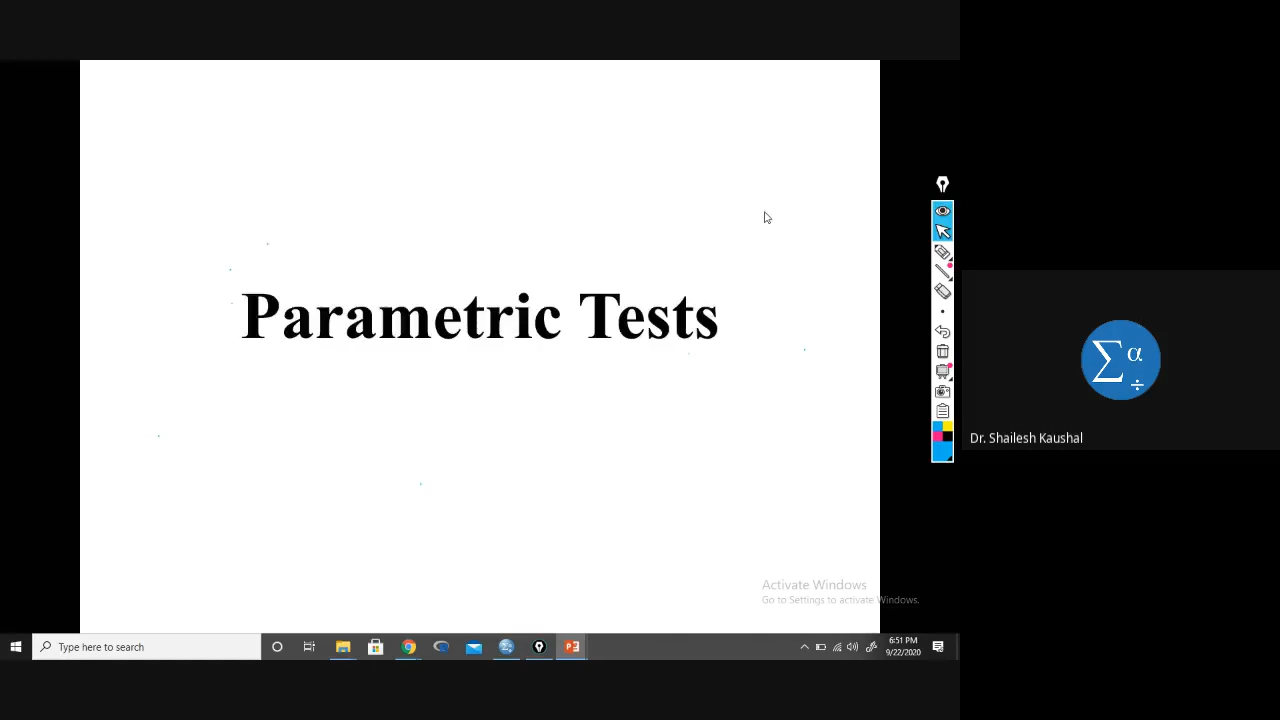 Parametric Tests
Σα
÷
Dr. Shailesh Kaushal
Activate Windows
Go to Settings to activate Windows.
Type here to search
6:51 PM
9/22/2020